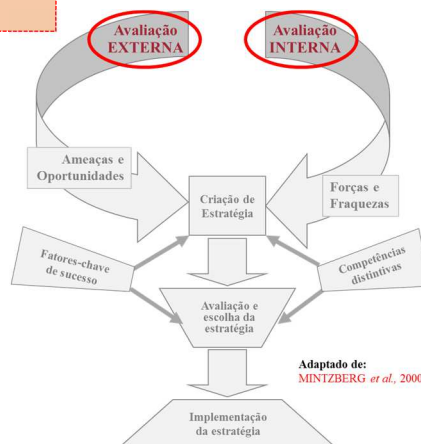 Avaliação
EXTERNA
Avaliação
INTERNA
Ameaças e
Oportunidades
Criação de
Estratégia
Forças e
Fraquezas
Fatores-chave
de sucesso
Competências
distintivas
Avaliação e
escolha da
estratégia
Adaptado de:
MINTZBERG et al., 2000
Implementação
da estratégia